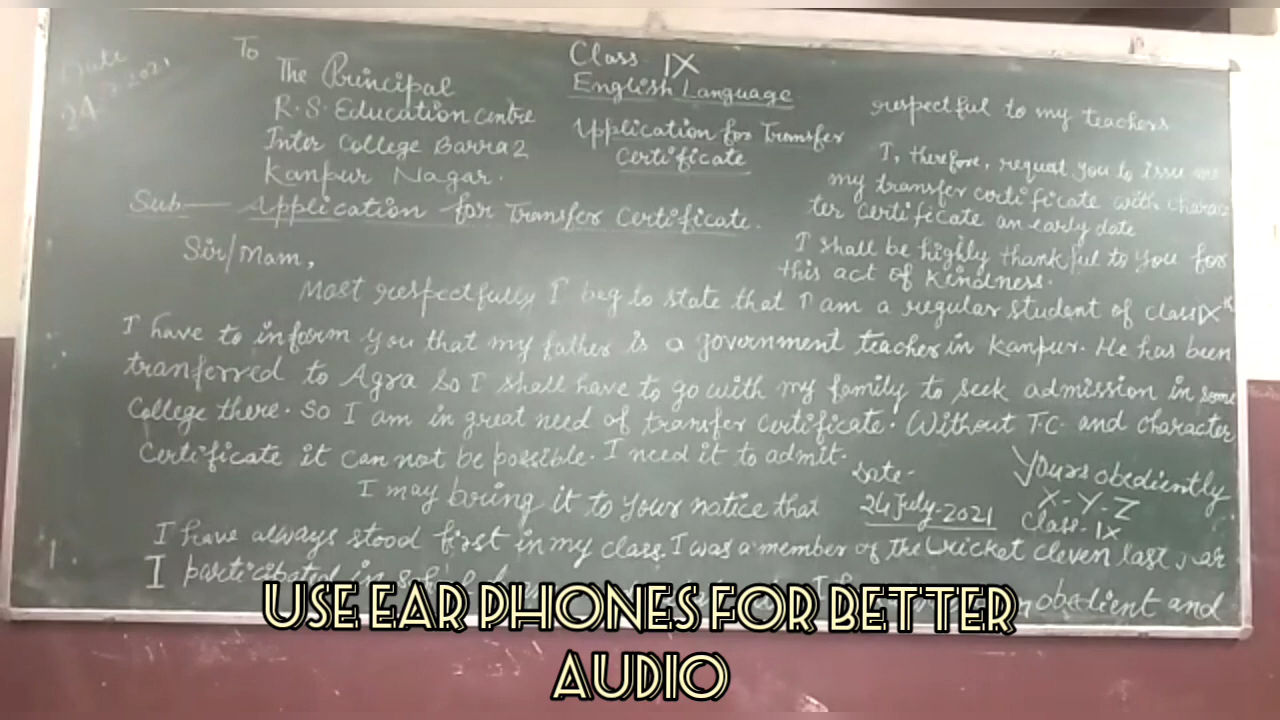 Date
24
2021
To
The Principal
R.S. Education centre
Inter College Barra 2
Kanpur Nagar.
Class IX
English Language
Application for Transfer
Certificate
Sub— Application for Transfer Certificate.
Sir/Mam,
Most respectfully I beg to state that I am a regular student of class IXth
I have to inform you that my father is a government teacher in Kanpur. He has been
tranferred to Agra so I shall have to go with my family to seek admission in some
College there. So I am in great need of transfer certificate. Without T.C. and character
Certificate it can not be possible. I need it to admit.
I may bring it to your notice that
I have always stood first in my class. I was a member of the Cricket eleven last year
I participated in obedient and
respectful to my teachers
I, therefore, request you to issue me
my transfer certificate with charac
ter certificate an early date
I shall be highly thankful to you for
this act of kindness.
Date-
24 July-2021
Yours obediently
X-Y-Z
Class-IX
USE EAR PHONES FOR BETTER
AUDIO